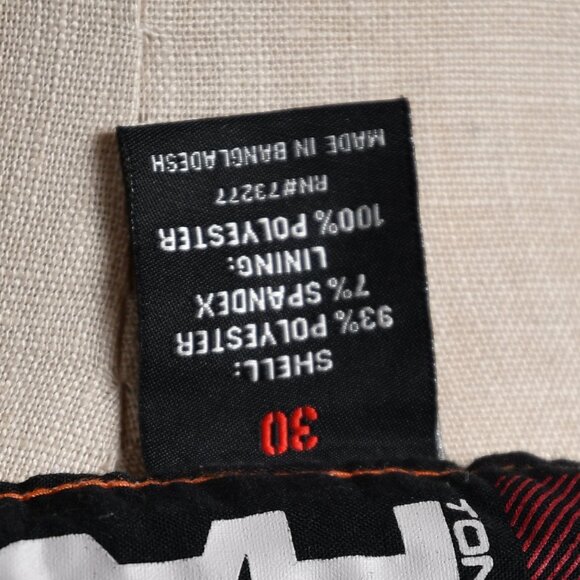 30
SHELL:
93% POLYESTER
7% SPANDEX
LINING:
100% POLYESTER
RN#73277
MADE IN BANGLADESH